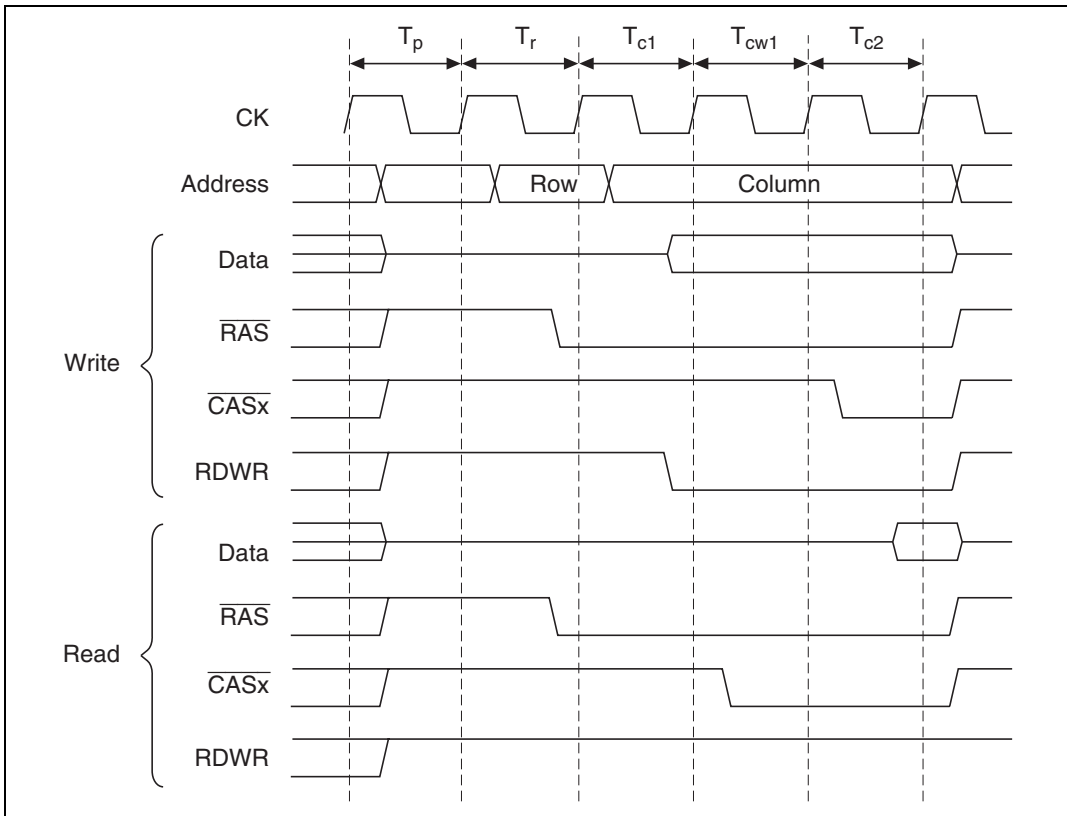 Tp Tr Tc1 Tcw1 Tc2
CK
Address Row Column
Write
Data
RAS
CASx
RDWR
Read
Data
RAS
CASx
RDWR